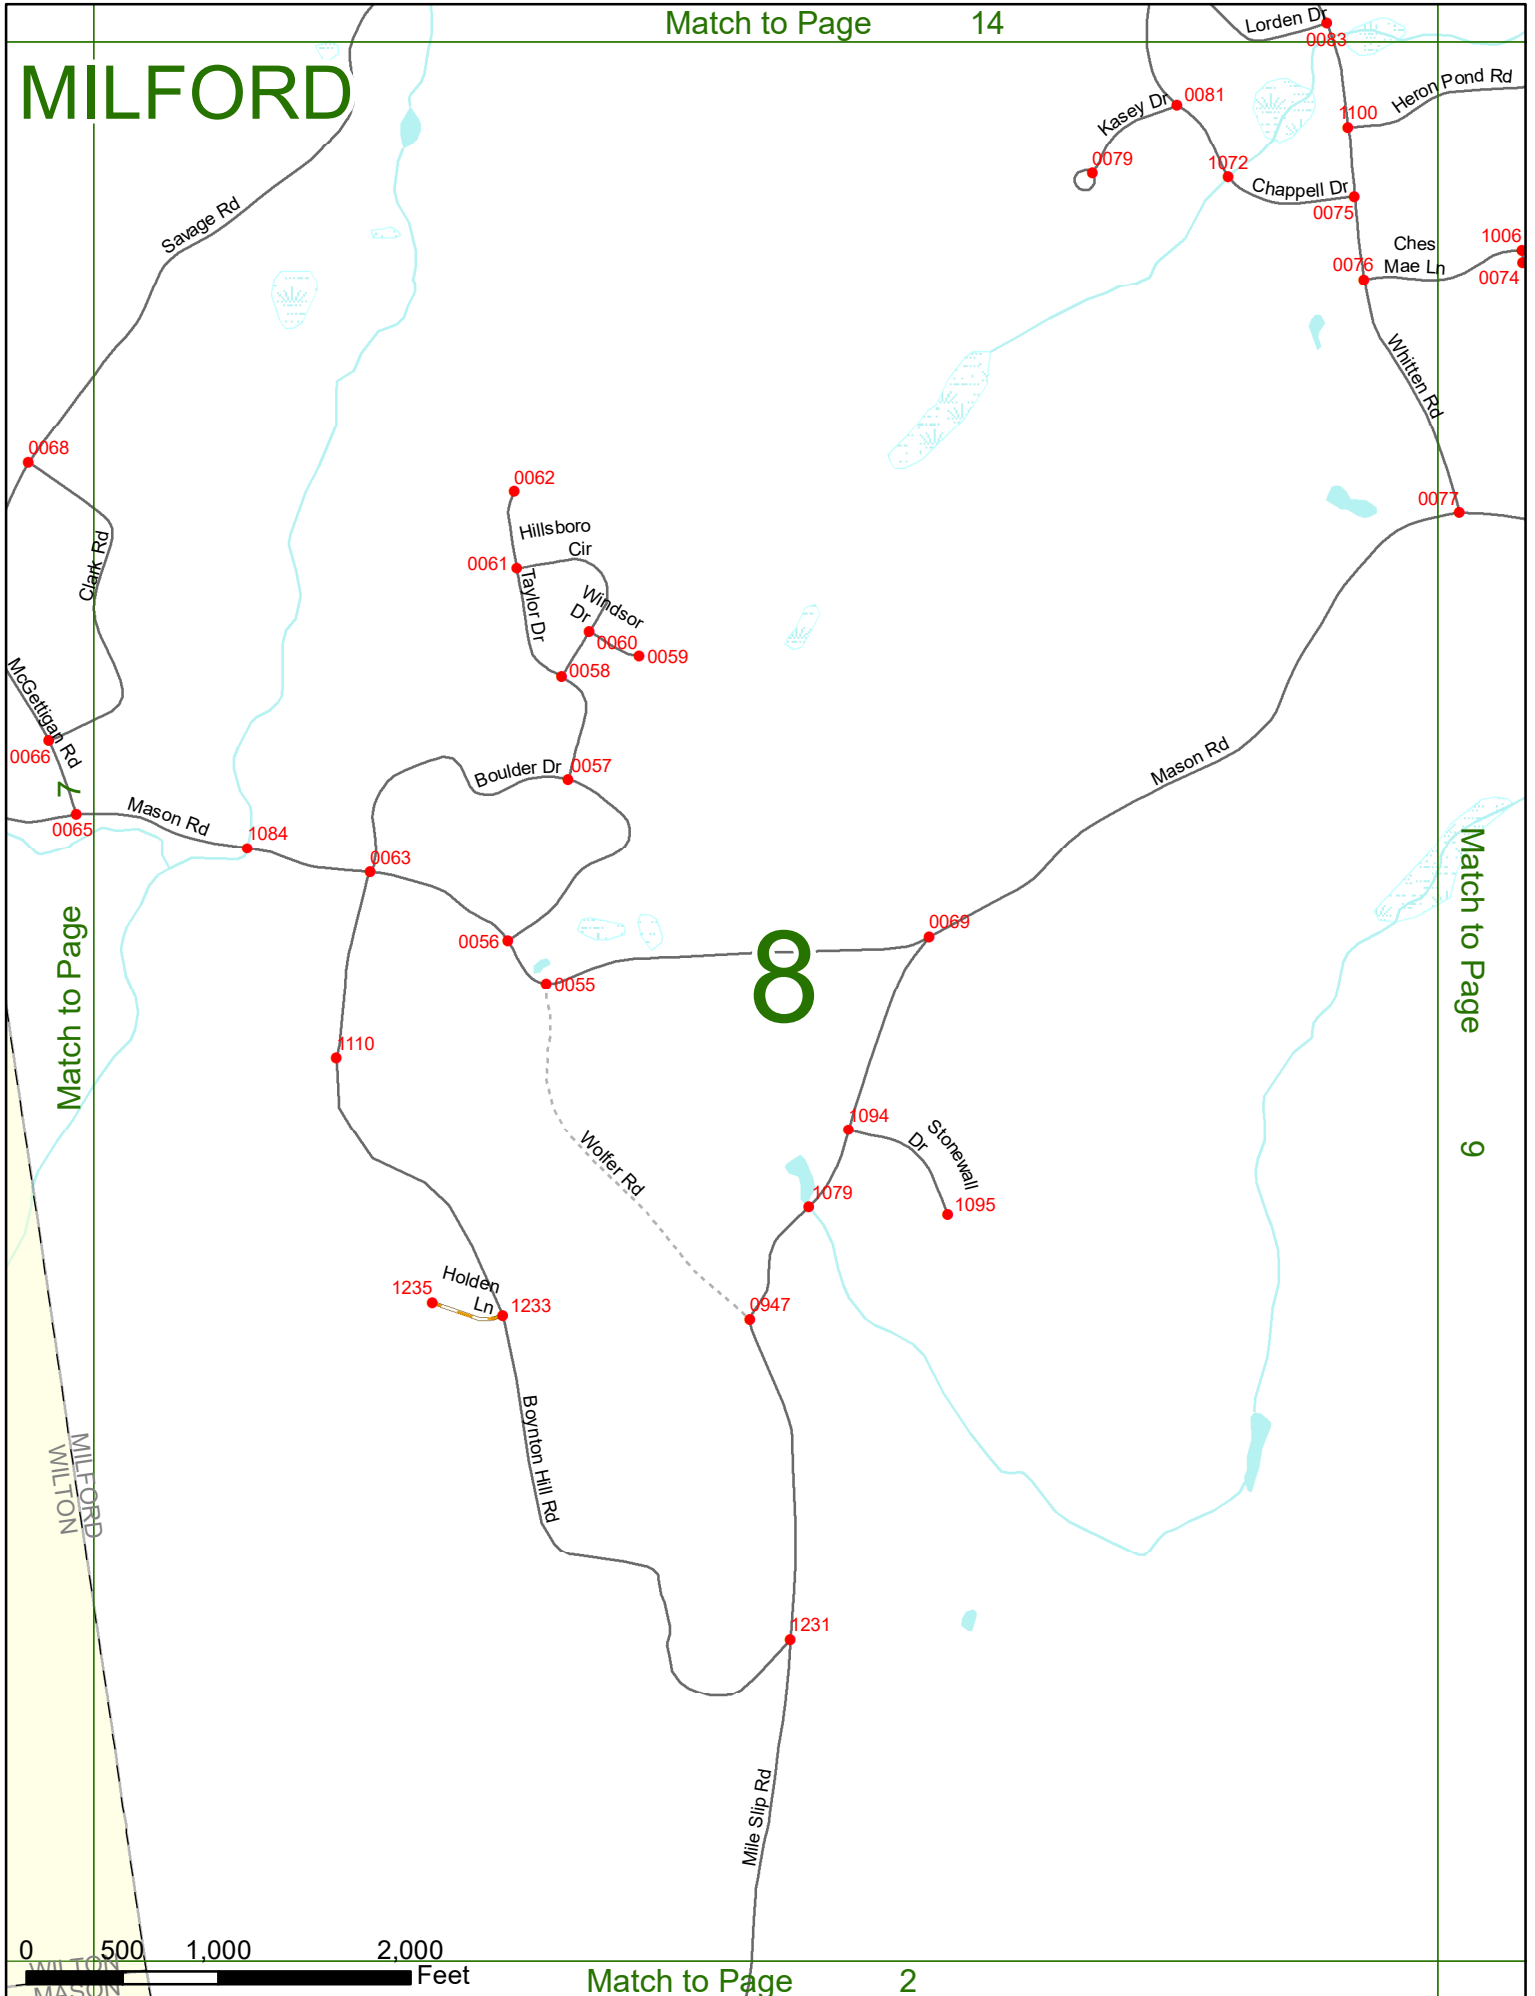 Match to Page 14
MILFORD
Lorden Dr
0083
Heron Pond Rd
1100
Kasey Dr
0081
0079
1072
Chappell Dr
0075
Savage Rd
Ches
Mae Ln
1006
0076
0074
Whitten Rd
0068
0062
0077
Hillsboro
Cir
0061
Clark Rd
Taylor Dr
Windsor
Dr
0060
0059
0058
McGettigan Rd
0066
Boulder Dr
0057
Mason Rd
7
Mason Rd
0065
1084
0063
Match to Page 9
Match to Page
0056
0069
8
0055
1110
1094
Stonewall
Dr
Wolfer Rd
1079
1095
Holden
Ln
1235
1233
0947
Boynton Hill Rd
MILFORD
WILTON
1231
Mile Slip Rd
0 500 1,000 2,000
WILTON
Feet
MASON
Match to Page 2